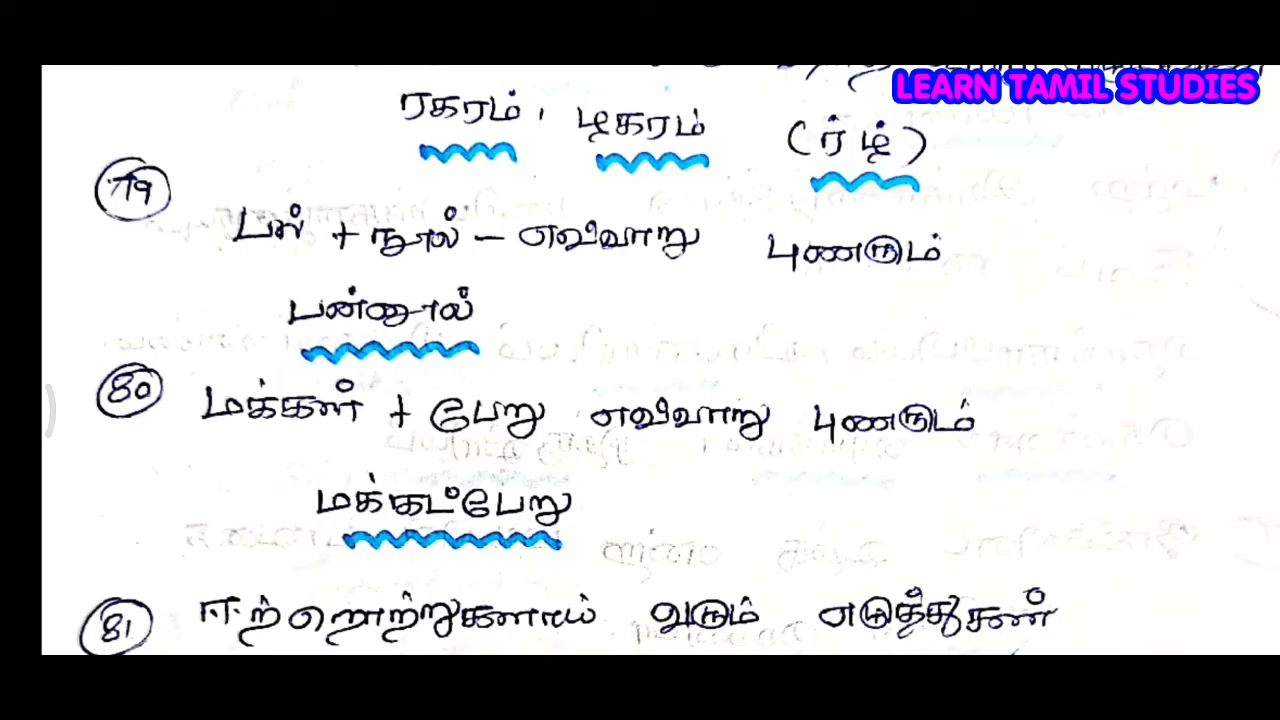 LEARN TAMIL STUDIES
ரகரம், ழகரம் (ர் ழ்)
79 பல் + நூல் – எவ்வாறு புணரும்
பன்னூல்
80 மக்கள் + பேறு எவ்வாறு புணரும்
மக்கட்பேறு
81 ஈற்றெற்றுகளாய் வரும் எழுத்துகள்